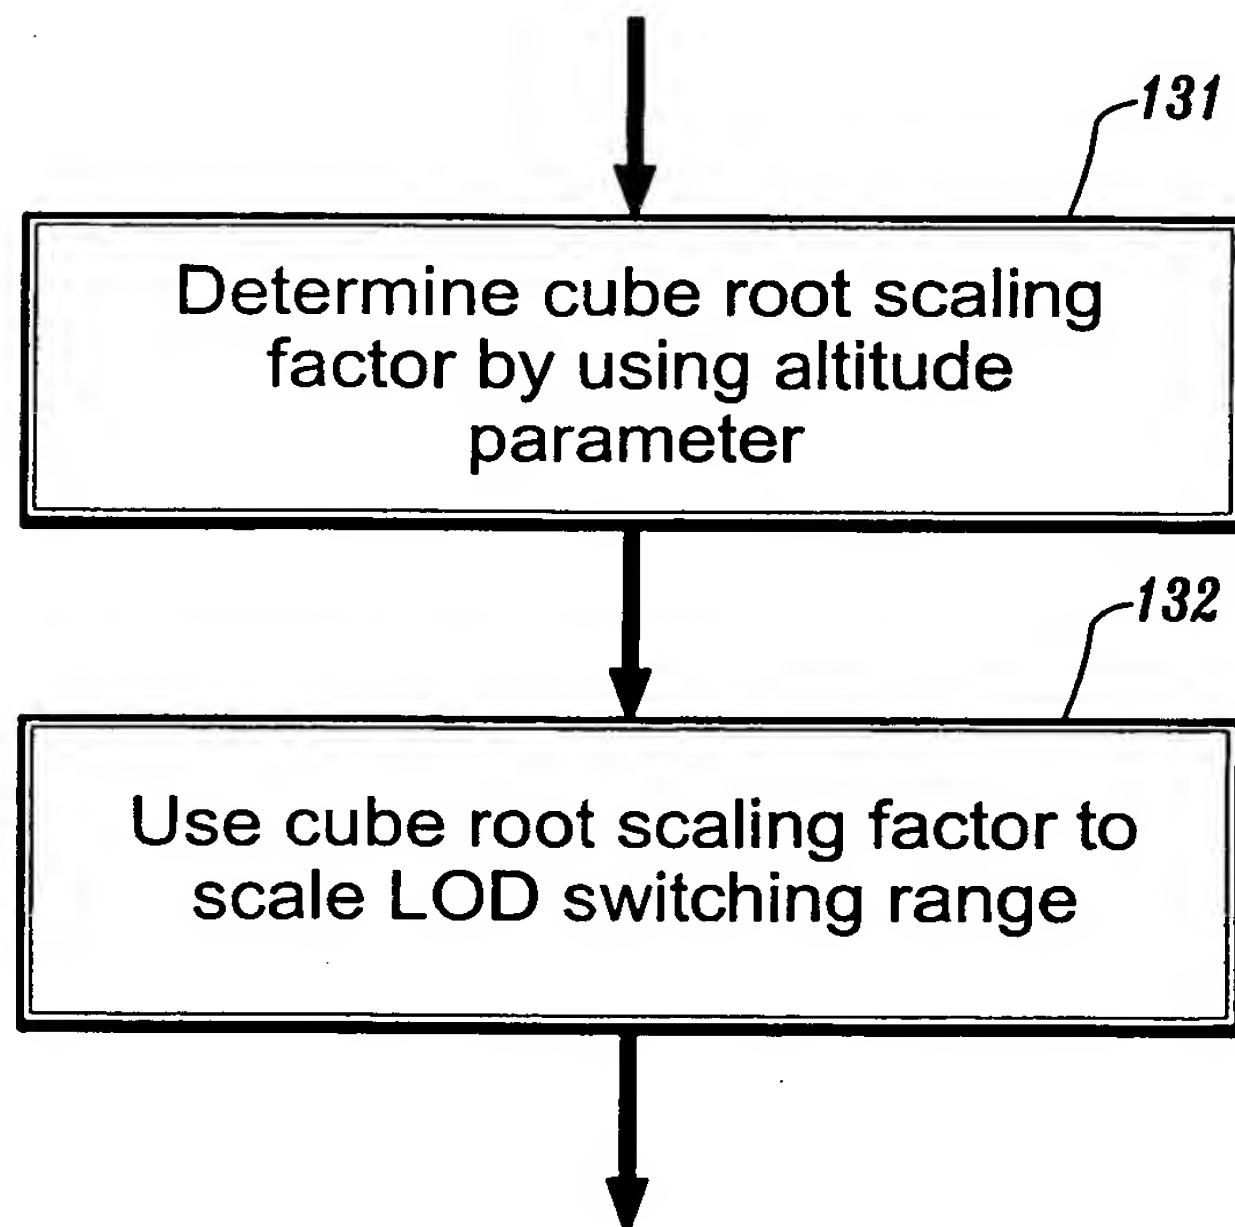 131
Determine cube root scaling
factor by using altitude
parameter
132
Use cube root scaling factor to
scale LOD switching range